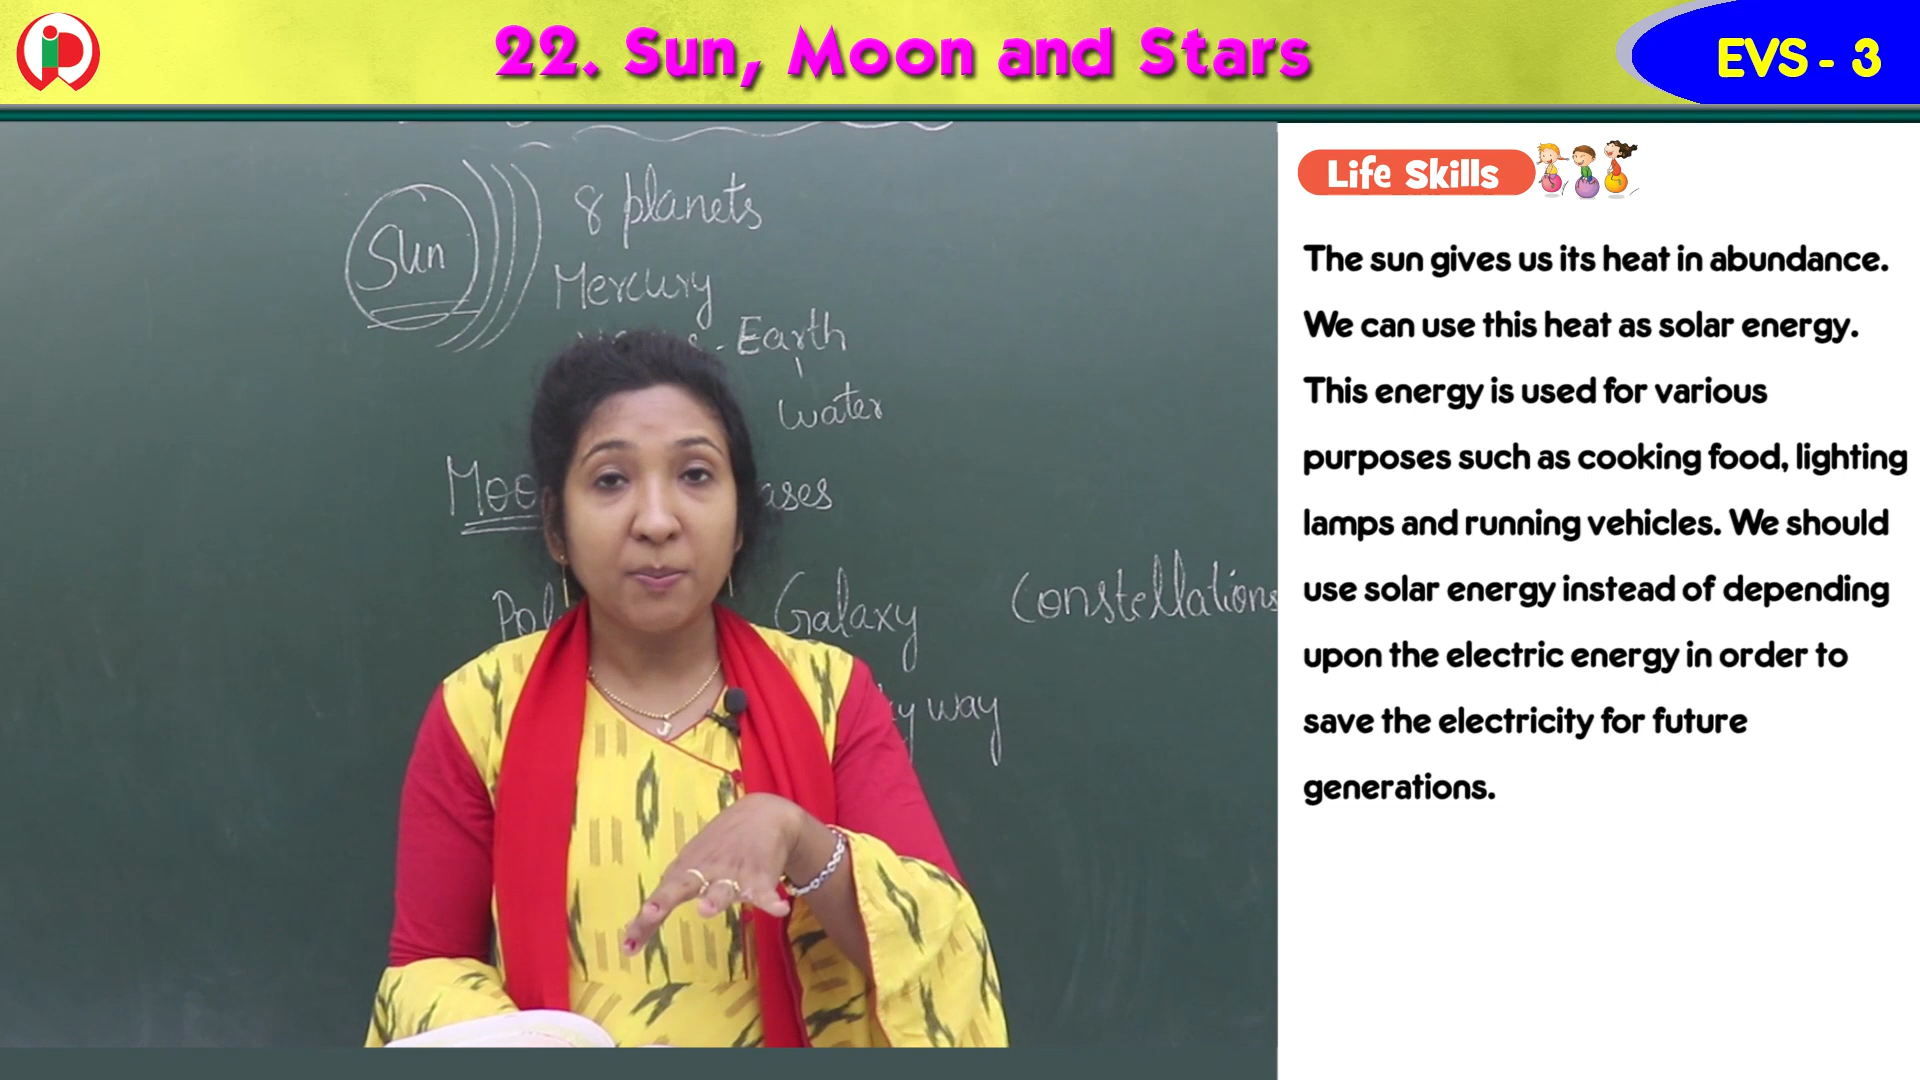 22. Sun, Moon and Stars
EVS - 3
Sun
8 planets
Mercury
Earth
water
Galaxy
Constellations
way
Life Skills
The sun gives us its heat in abundance.
We can use this heat as solar energy.
This energy is used for various
purposes such as cooking food, lighting
lamps and running vehicles. We should
use solar energy instead of depending
upon the electric energy in order to
save the electricity for future
generations.